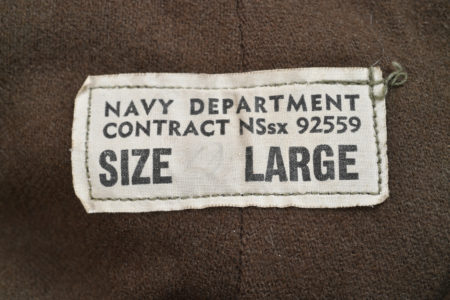 NAVY DEPARTMENT
CONTRACT NSsx 92559
SIZE LARGE